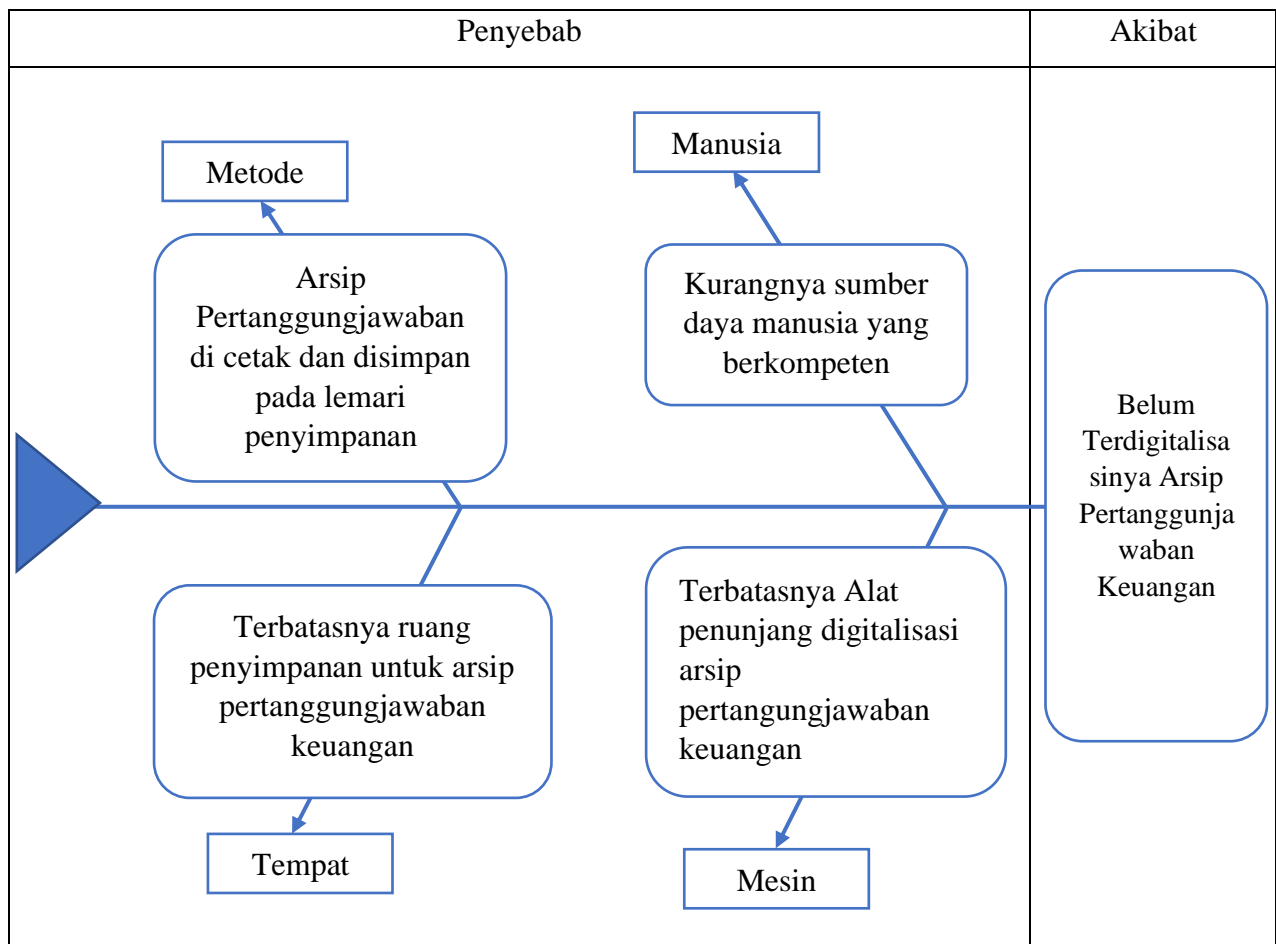 Penyebab
Akibat
Metode
Manusia
Arsip
Pertanggungjawaban
di cetak dan disimpan
pada lemari
penyimpanan
Kurangnya sumber
daya manusia yang
berkompeten
Terbatasnya ruang
penyimpanan untuk arsip
pertanggungjawaban
keuangan
Terbatasnya Alat
penunjang digitalisasi
arsip
pertangungjawaban
keuangan
Tempat
Mesin
Belum
Terdigitalisa
sinya Arsip
Pertanggunja
waban
Keuangan